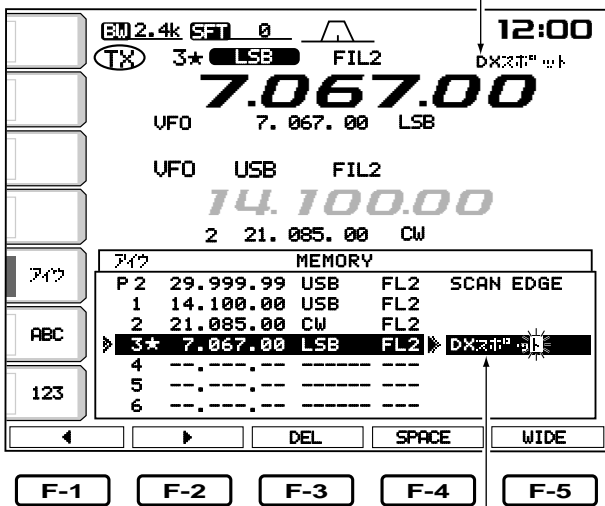 BW 2.4k SFT 0 12:00
TX 3★ LSB FIL2 DXスポット
7.067.00
VFO 7.067.00 LSB
VFO USB FIL2
14.100.00
2 21.085.00 CW
アイウ MEMORY
アイウ
P2 29.999.99 USB FL2 SCAN EDGE
1 14.100.00 USB FL2
2 21.085.00 CW FL2
ABC
3★ 7.067.00 LSB FL2 DXスポット
4 --.---.-- ------ ---
5 --.---.-- ------ ---
123
6 --.---.-- ------ ---
DEL SPACE WIDE
F-1 F-2 F-3 F-4 F-5